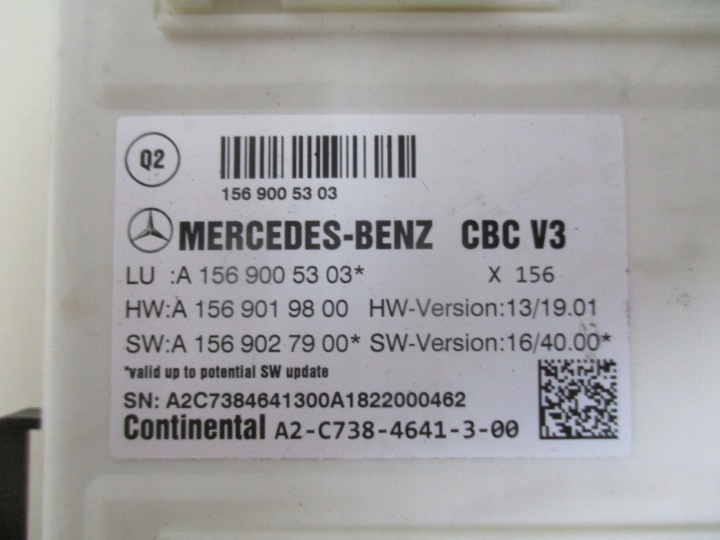 Q2
156 900 53 03
MERCEDES-BENZ CBC V3
LU :A 156 900 53 03* X 156
HW:A 156 901 98 00 HW-Version:13/19.01
SW:A 156 902 79 00* SW-Version:16/40.00*
*valid up to potential SW update
SN: A2C7384641300A1822000462
Continental A2-C738-4641-3-00